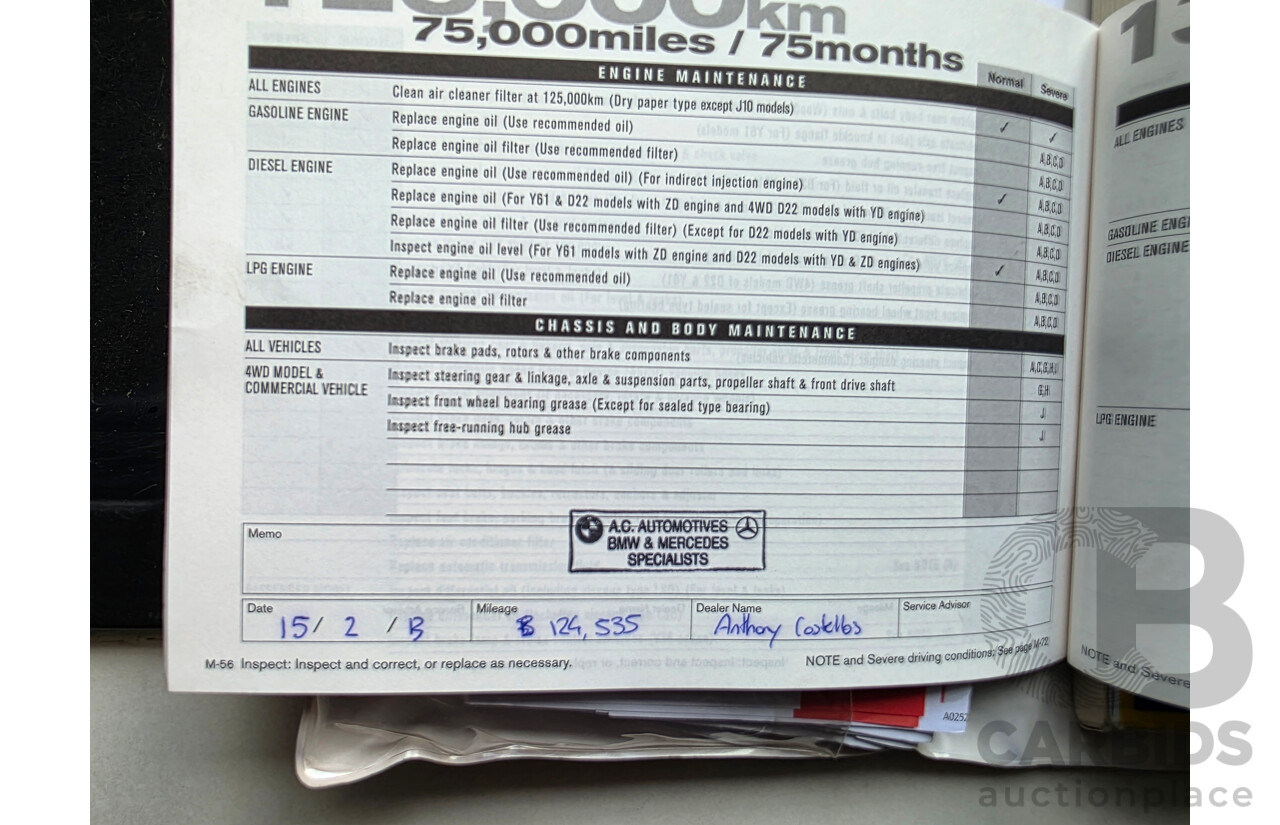 km
75,000miles / 75months
ENGINE MAINTENANCE
Normal Severe
ALL ENGINES Clean air cleaner filter at 125,000km (Dry paper type except J10 models) ✓ ✓
GASOLINE ENGINE Replace engine oil (Use recommended oil) A,B,C,D
Replace engine oil filter (Use recommended filter) A,B,C,D
DIESEL ENGINE Replace engine oil (Use recommended oil) (For indirect injection engine) ✓ A,B,C,D
Replace engine oil (For Y61 & D22 models with ZD engine and 4WD D22 models with YD engine) A,B,C,D
Replace engine oil filter (Use recommended filter) (Except for D22 models with YD engine) A,B,C,D
Inspect engine oil level (For Y61 models with ZD engine and D22 models with YD & ZD engines) ✓ A,B,C,D
LPG ENGINE Replace engine oil (Use recommended oil) A,B,C,D
Replace engine oil filter A,B,C,D
CHASSIS AND BODY MAINTENANCE
ALL VEHICLES Inspect brake pads, rotors & other brake components A,C,G,H,I
4WD MODEL & Inspect steering gear & linkage, axle & suspension parts, propeller shaft & front drive shaft G,H
COMMERCIAL VEHICLE Inspect front wheel bearing grease (Except for sealed type bearing) J
Inspect free-running hub grease J
A.C. AUTOMOTIVES
BMW & MERCEDES
SPECIALISTS
Memo
Date Mileage Dealer Name Service Advisor
15/ 2 / 124,535 Anthony
M-56 Inspect: Inspect and correct, or replace as necessary. NOTE and Severe driving conditions: See page M-72
ALL ENGINES
GASOLINE ENGI
DIESEL ENGINE
LPG ENGINE
NOTE and Severe
A0252
CARBIDS
auctionplace